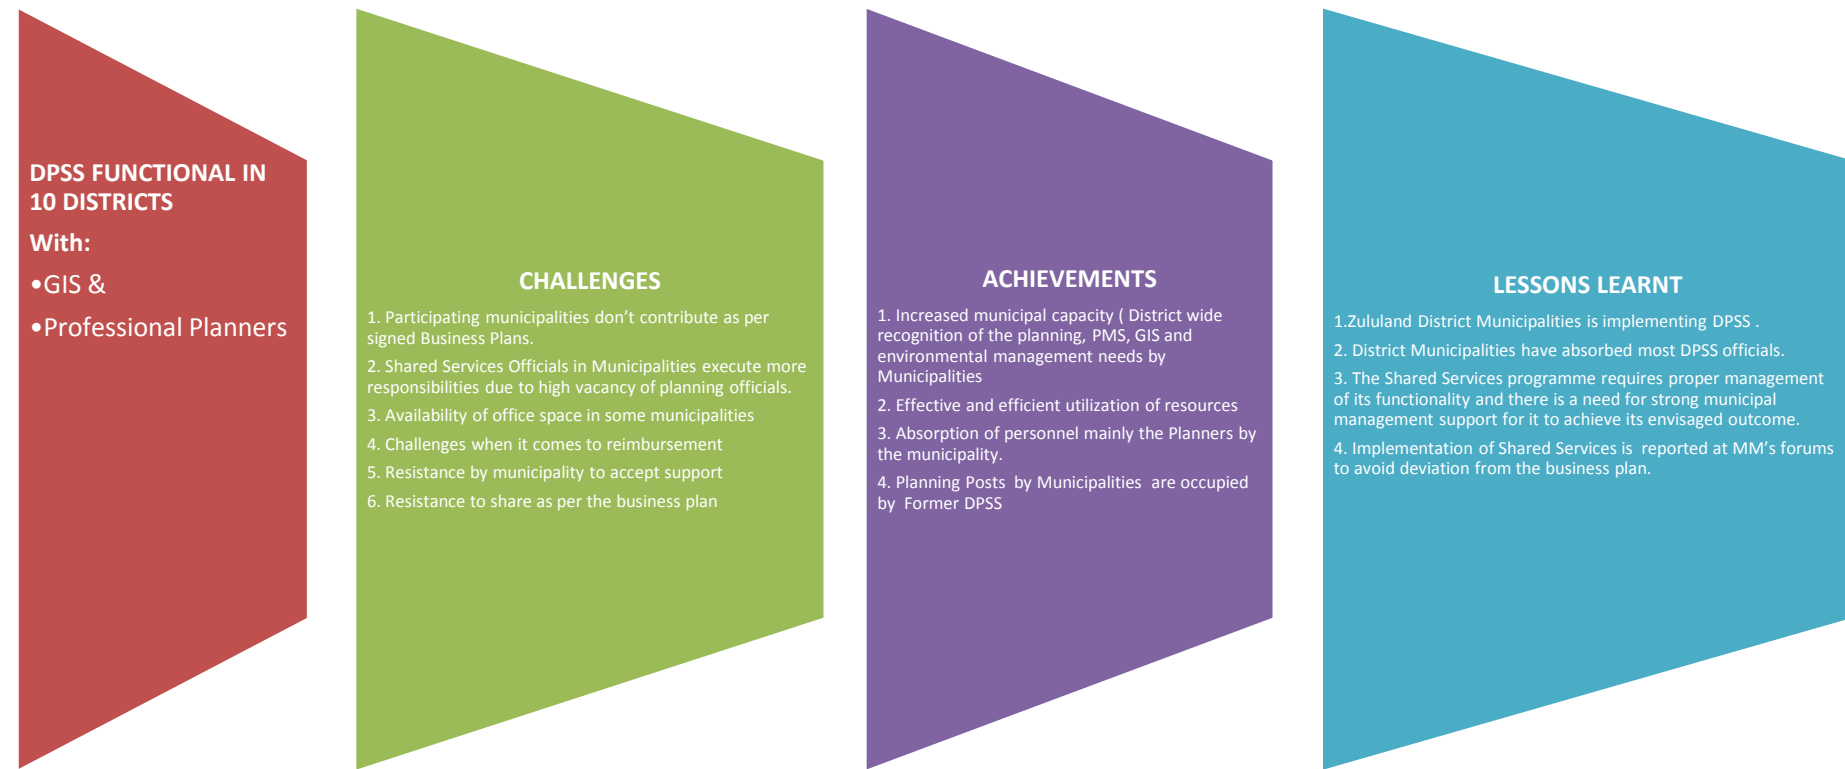 DPSS FUNCTIONAL IN
10 DISTRICTS
With:
•GIS &
•Professional Planners
CHALLENGES
1. Participating municipalities don’t contribute as per
signed Business Plans.
2. Shared Services Officials in Municipalities execute more
responsibilities due to high vacancy of planning officials.
3. Availability of office space in some municipalities
4. Challenges when it comes to reimbursement
5. Resistance by municipality to accept support
6. Resistance to share as per the business plan
ACHIEVEMENTS
1. Increased municipal capacity ( District wide
recognition of the planning, PMS, GIS and
environmental management needs by
Municipalities
2. Effective and efficient utilization of resources
3. Absorption of personnel mainly the Planners by
the municipality.
4. Planning Posts by Municipalities are occupied
by Former DPSS
LESSONS LEARNT
1.Zululand District Municipalities is implementing DPSS .
2. District Municipalities have absorbed most DPSS officials.
3. The Shared Services programme requires proper management
of its functionality and there is a need for strong municipal
management support for it to achieve its envisaged outcome.
4. Implementation of Shared Services is reported at MM’s forums
to avoid deviation from the business plan.